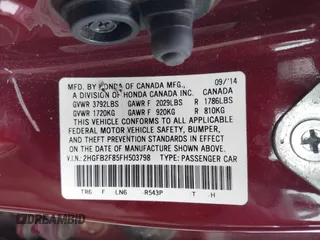 MFD. BY HONDA OF CANADA MFG., 09/'14
A DIVISION OF HONDA CANADA INC. CANADA
GVWR 3792LBS GAWR F 2029LBS R 1786LBS
GVWR 1720KG GAWR F 920KG R 810KG
THIS VEHICLE CONFORMS TO ALL APPLICABLE
FEDERAL MOTOR VEHICLE SAFETY, BUMPER,
AND THEFT PREVENTION STANDARDS IN
EFFECT ON THE DATE OF MANUFACTURE
SHOWN ABOVE.
V.I.N.: 2HGFB2F85FH503798 TYPE: PASSENGER CAR
TR6 F LN6 R543P T .H
DREAMBID